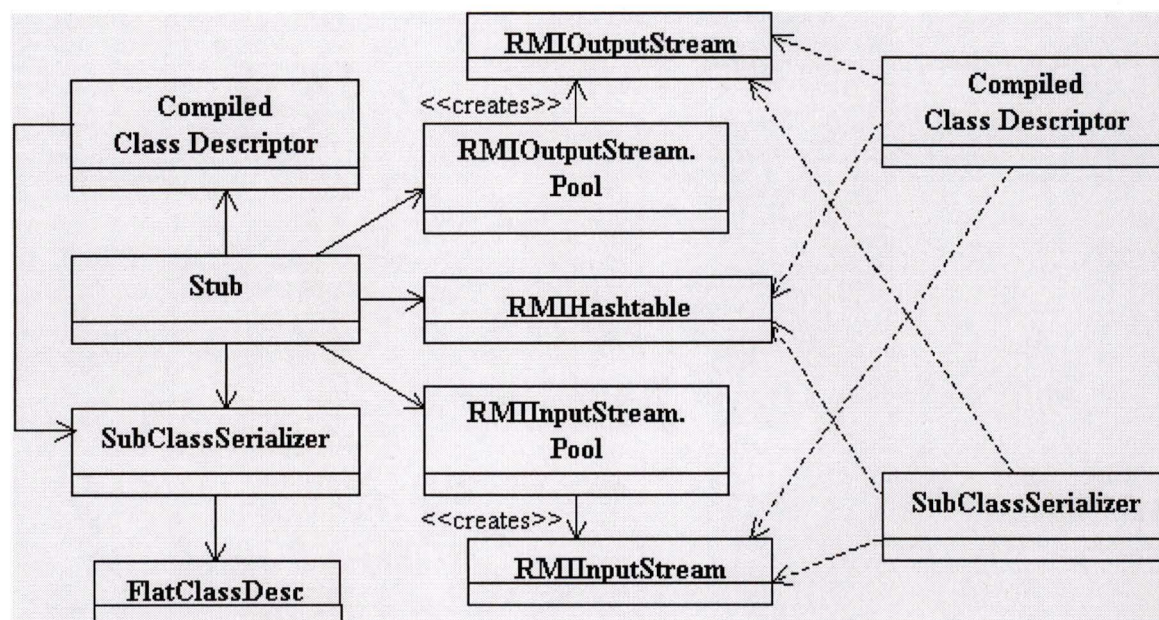 RMIOutputStream
Compiled
Class Descriptor
<<creates>>
RMIOutputStream.
Pool
Compiled
Class Descriptor
Stub
RMIHashtable
SubClassSerializer
RMIInputStream.
Pool
<<creates>>
SubClassSerializer
RMIInputStream
FlatClassDesc